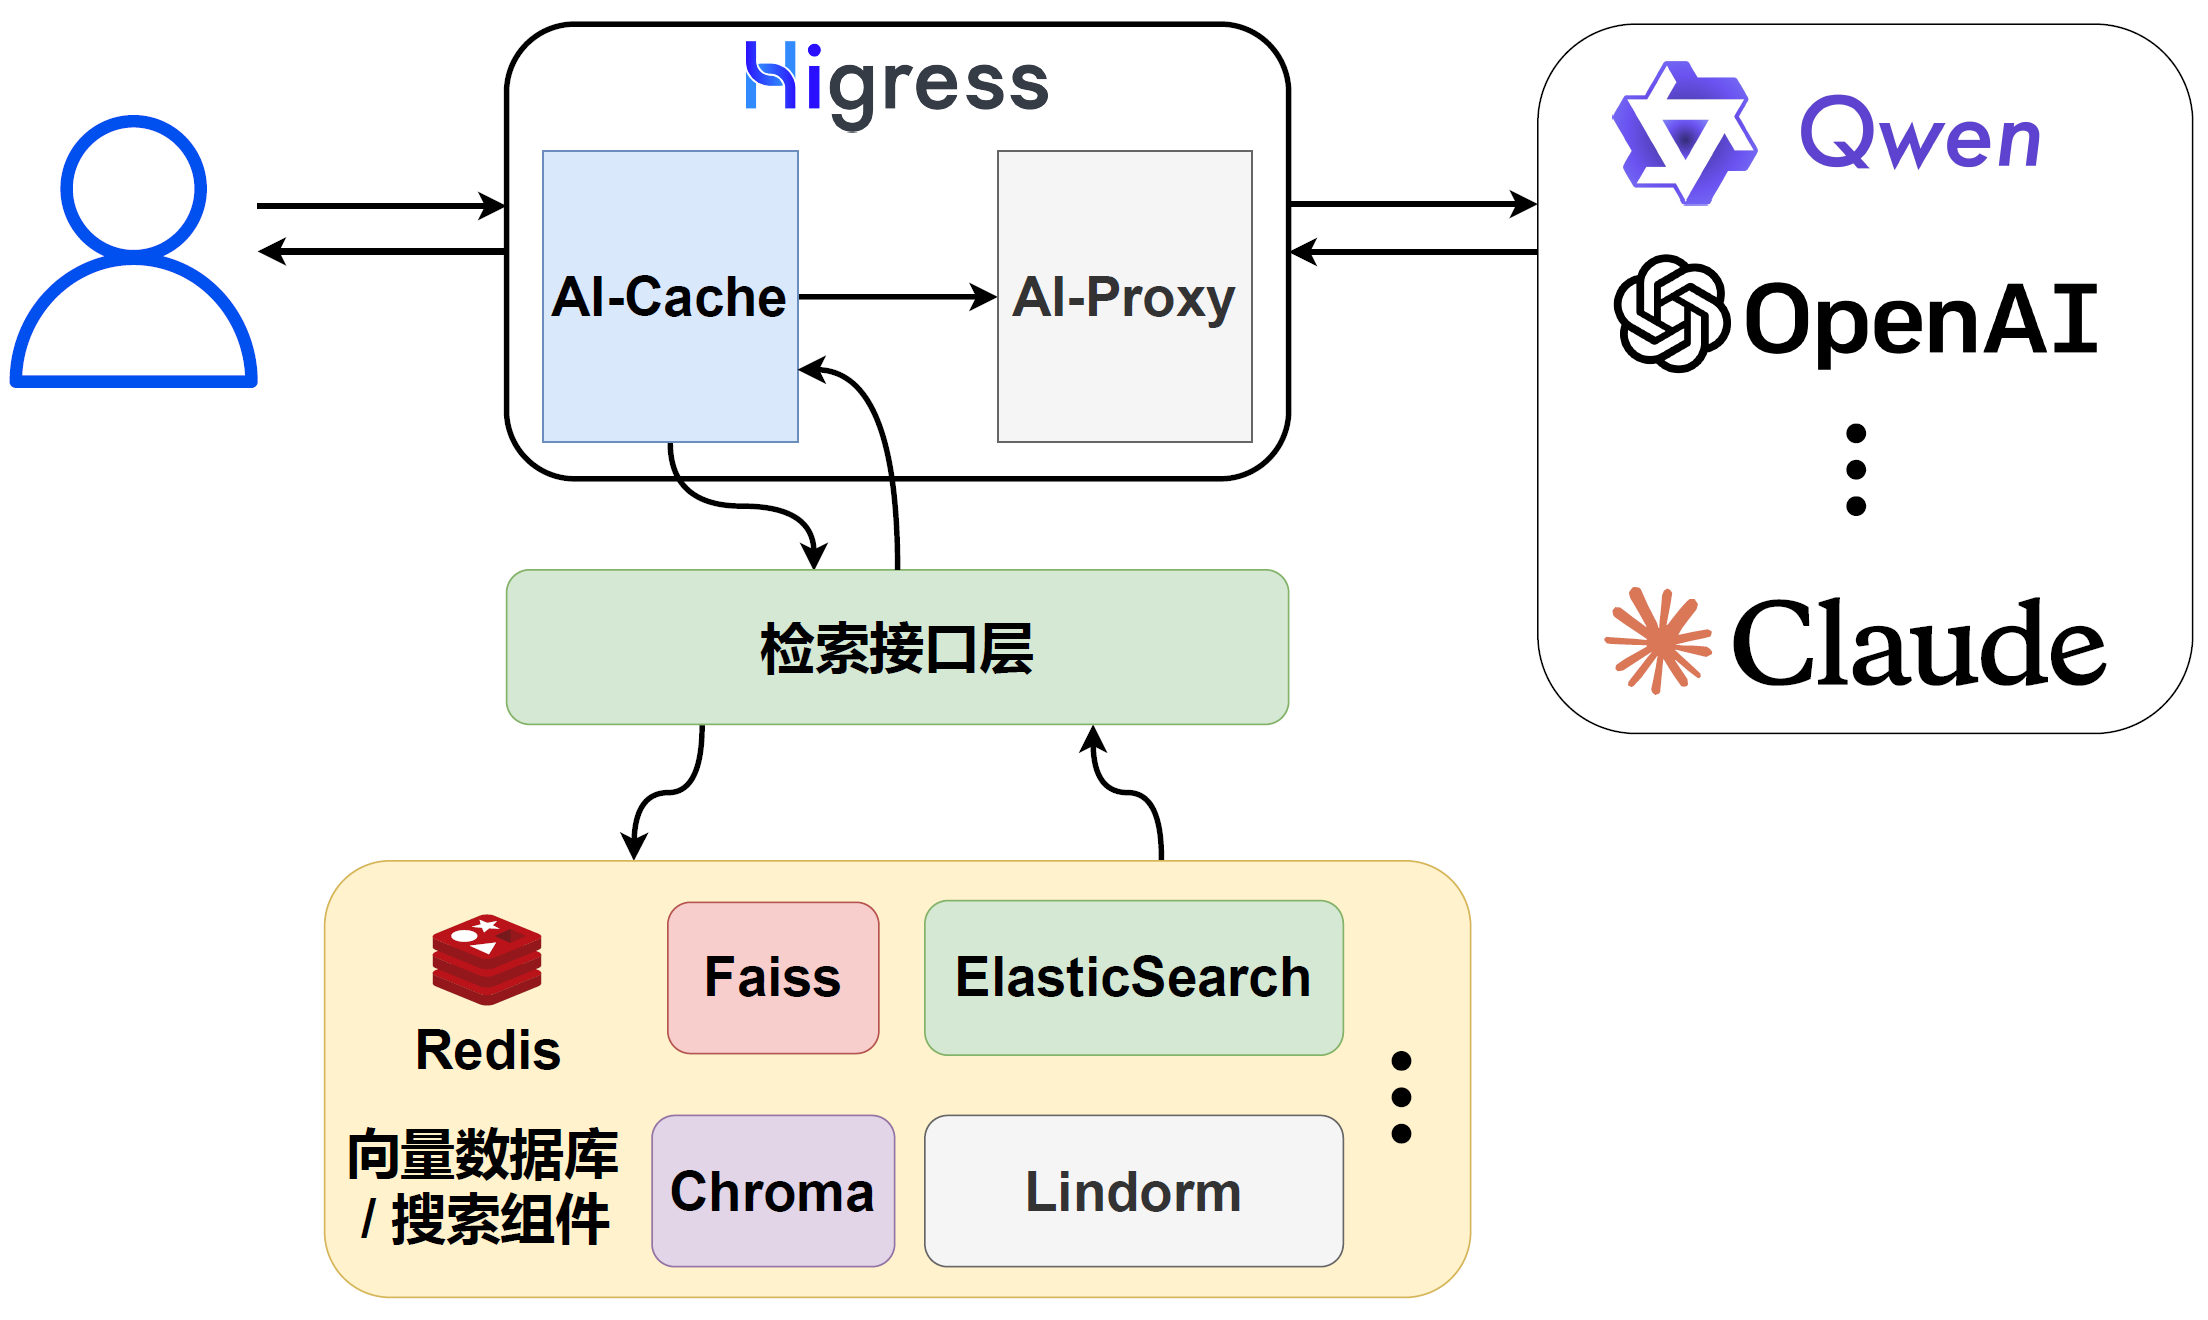 Higress
AI-Cache
AI-Proxy
Qwen
OpenAI
Claude
检索接口层
Redis
Faiss
ElasticSearch
向量数据库
/ 搜索组件
Chroma
Lindorm